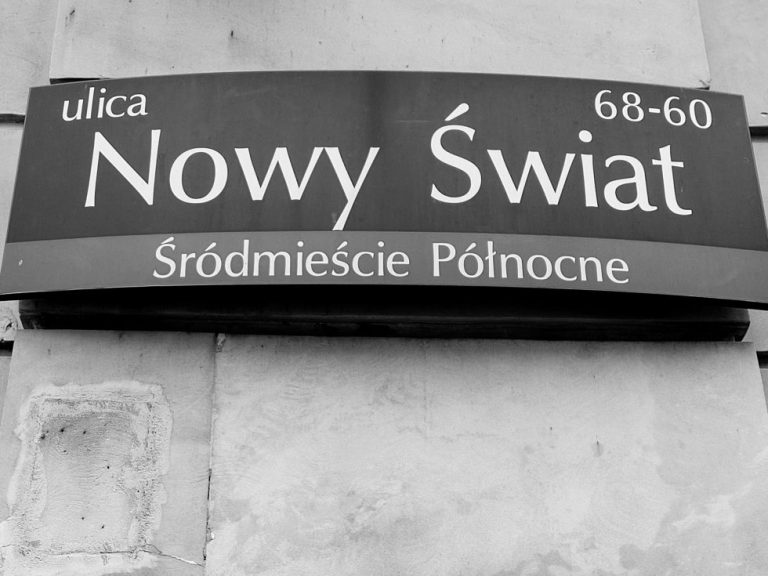 ulica 68-60
Nowy Świat
Śródmieście Północne